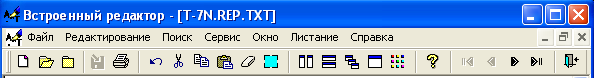 Встроенный редактор - [T-7N.REP.TXT]
Файл Редактирование Поиск Сервис Окно Листание Справка